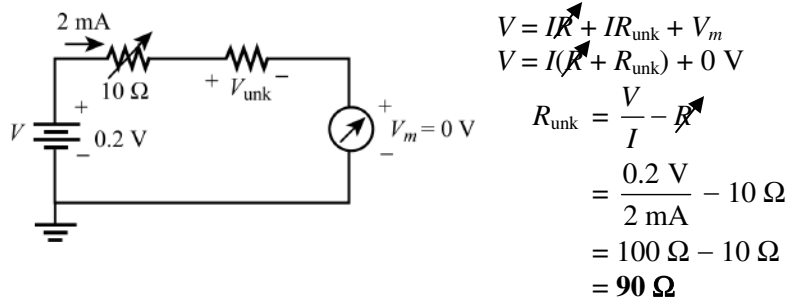 2 mA
10 Ω
+ V_unk −
V
+
− 0.2 V
+
V_m = 0 V
−
V = IR + IR_unk + V_m
V = I(R + R_unk) + 0 V
R_unk = V/I − R
= 0.2 V / 2 mA − 10 Ω
= 100 Ω − 10 Ω
= 90 Ω